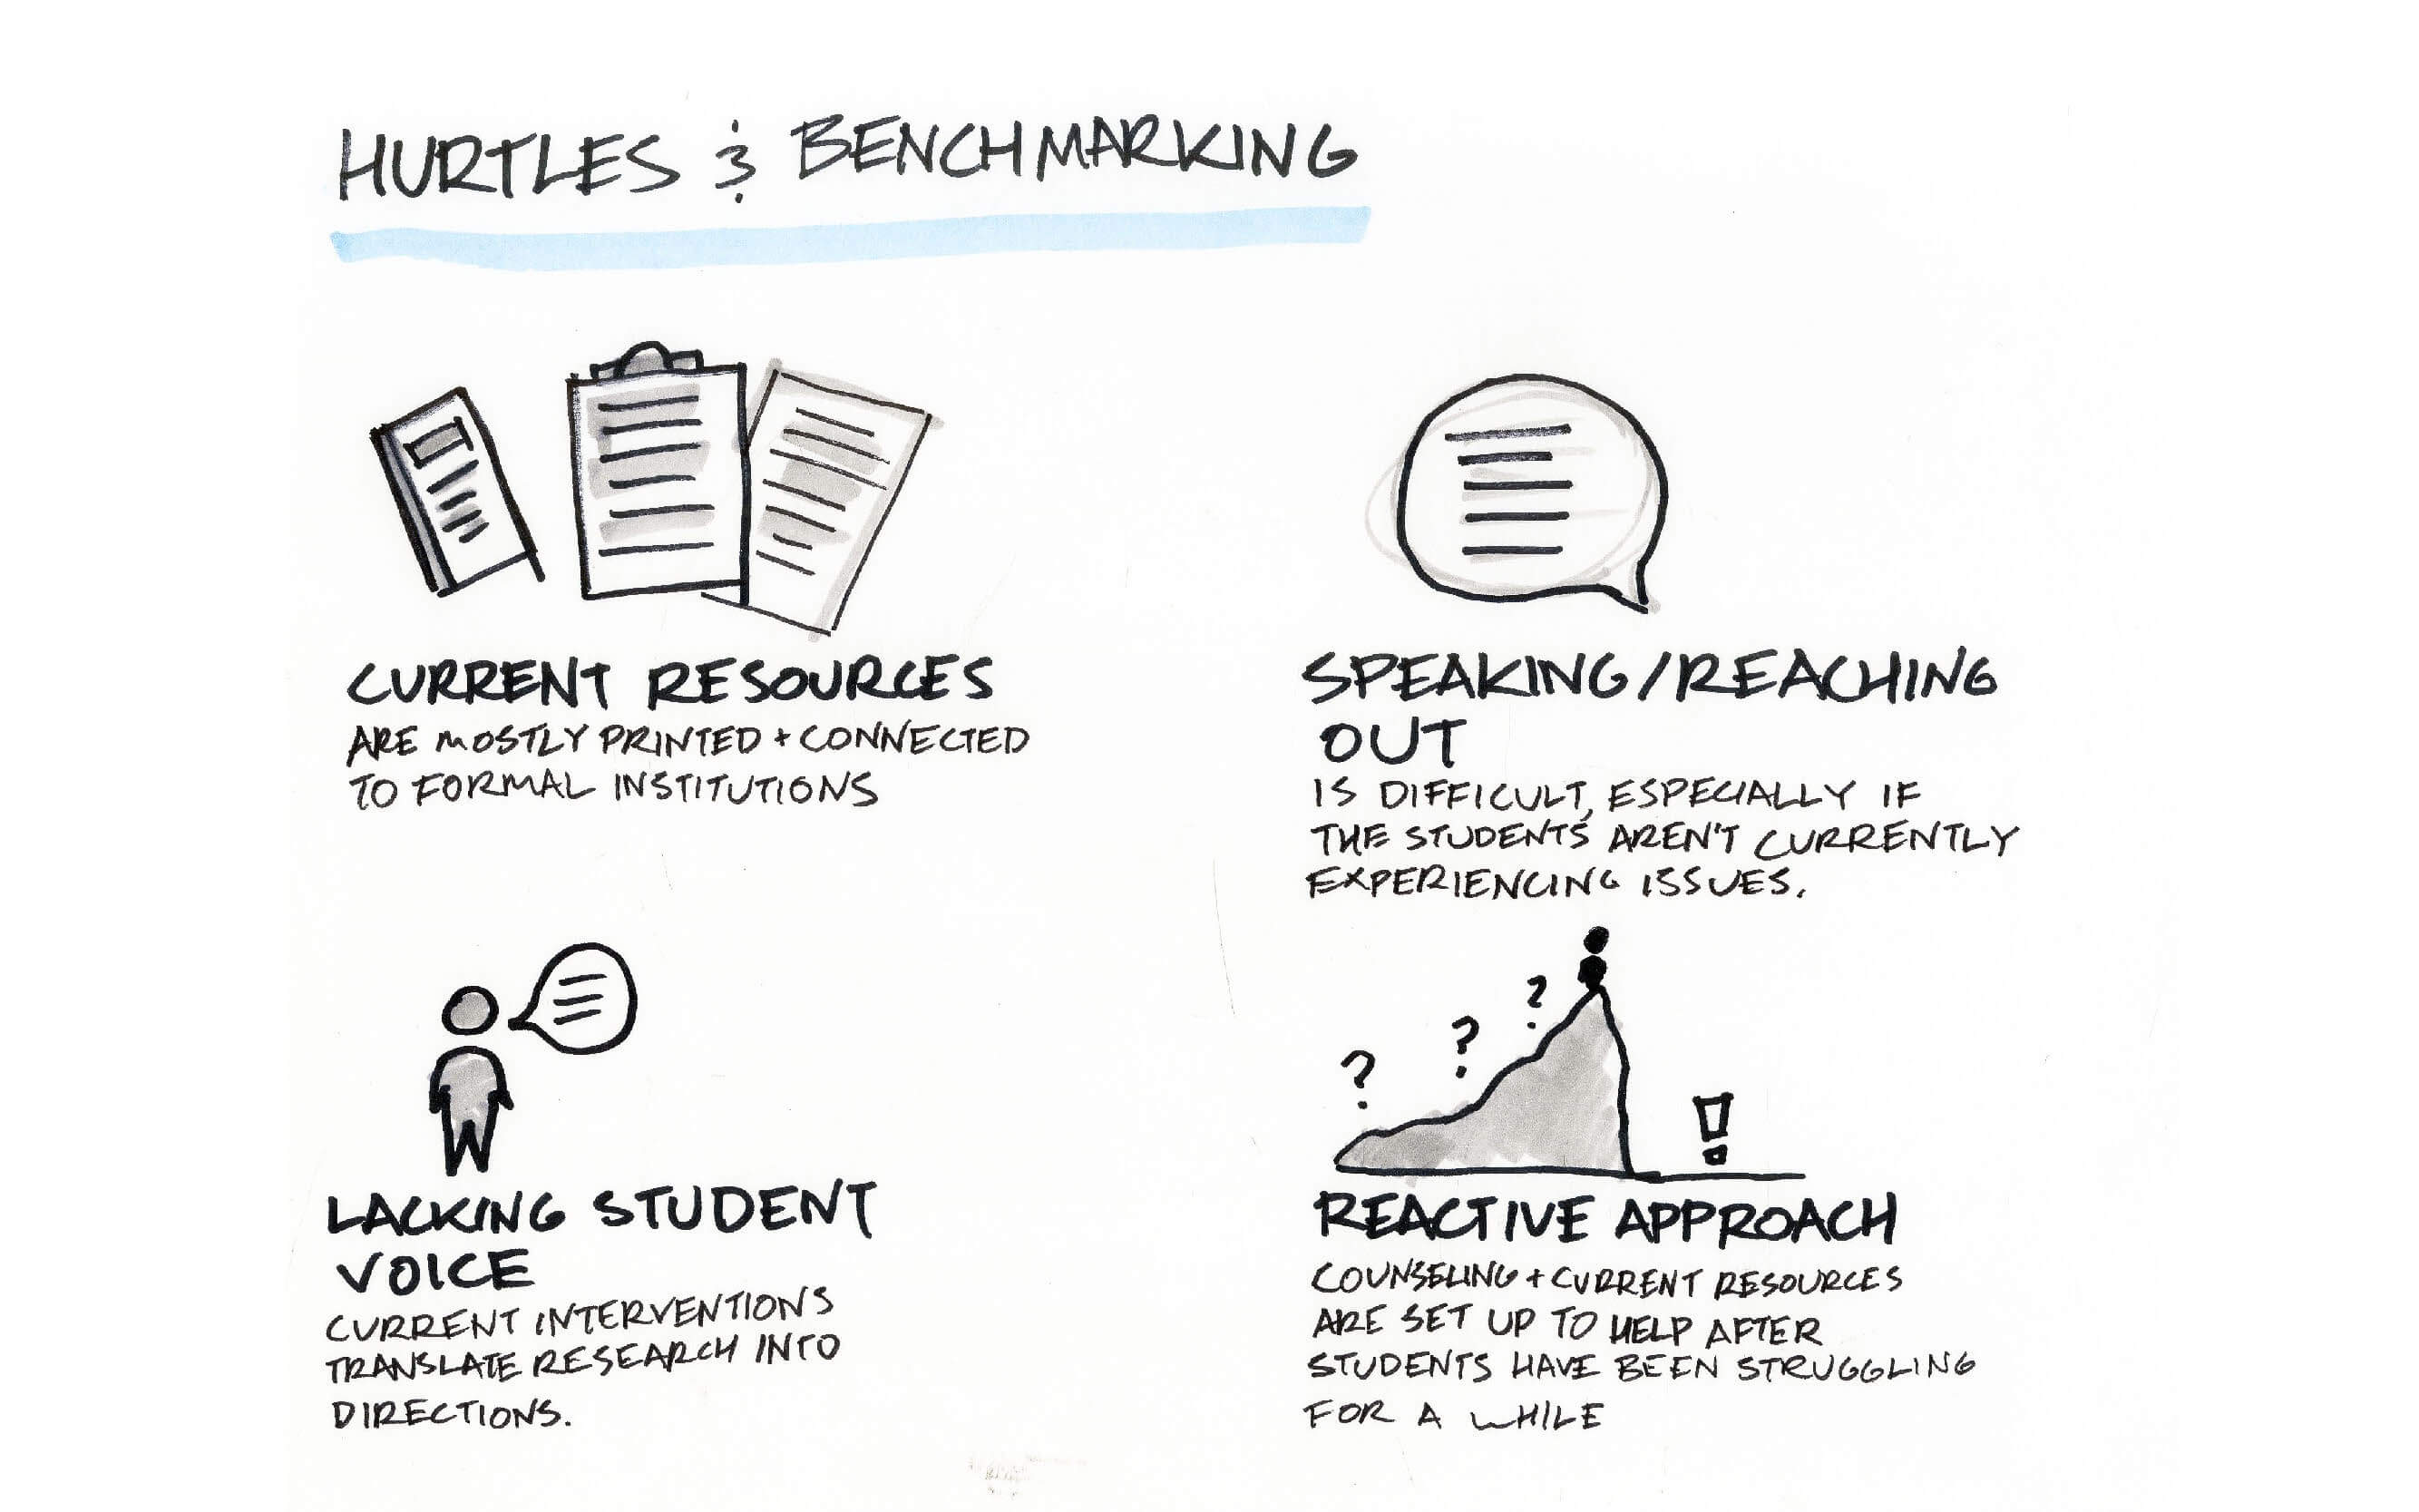 HURTLES & BENCHMARKING
CURRENT RESOURCES
ARE MOSTLY PRINTED + CONNECTED
TO FORMAL INSTITUTIONS
SPEAKING/REACHING
OUT
IS DIFFICULT, ESPECIALLY IF
THE STUDENTS AREN'T CURRENTLY
EXPERIENCING ISSUES.
LACKING STUDENT
VOICE
CURRENT INTERVENTIONS
TRANSLATE RESEARCH INTO
DIRECTIONS.
? ? ? !
REACTIVE APPROACH
COUNSELING + CURRENT RESOURCES
ARE SET UP TO HELP AFTER
STUDENTS HAVE BEEN STRUGGLING
FOR A WHILE